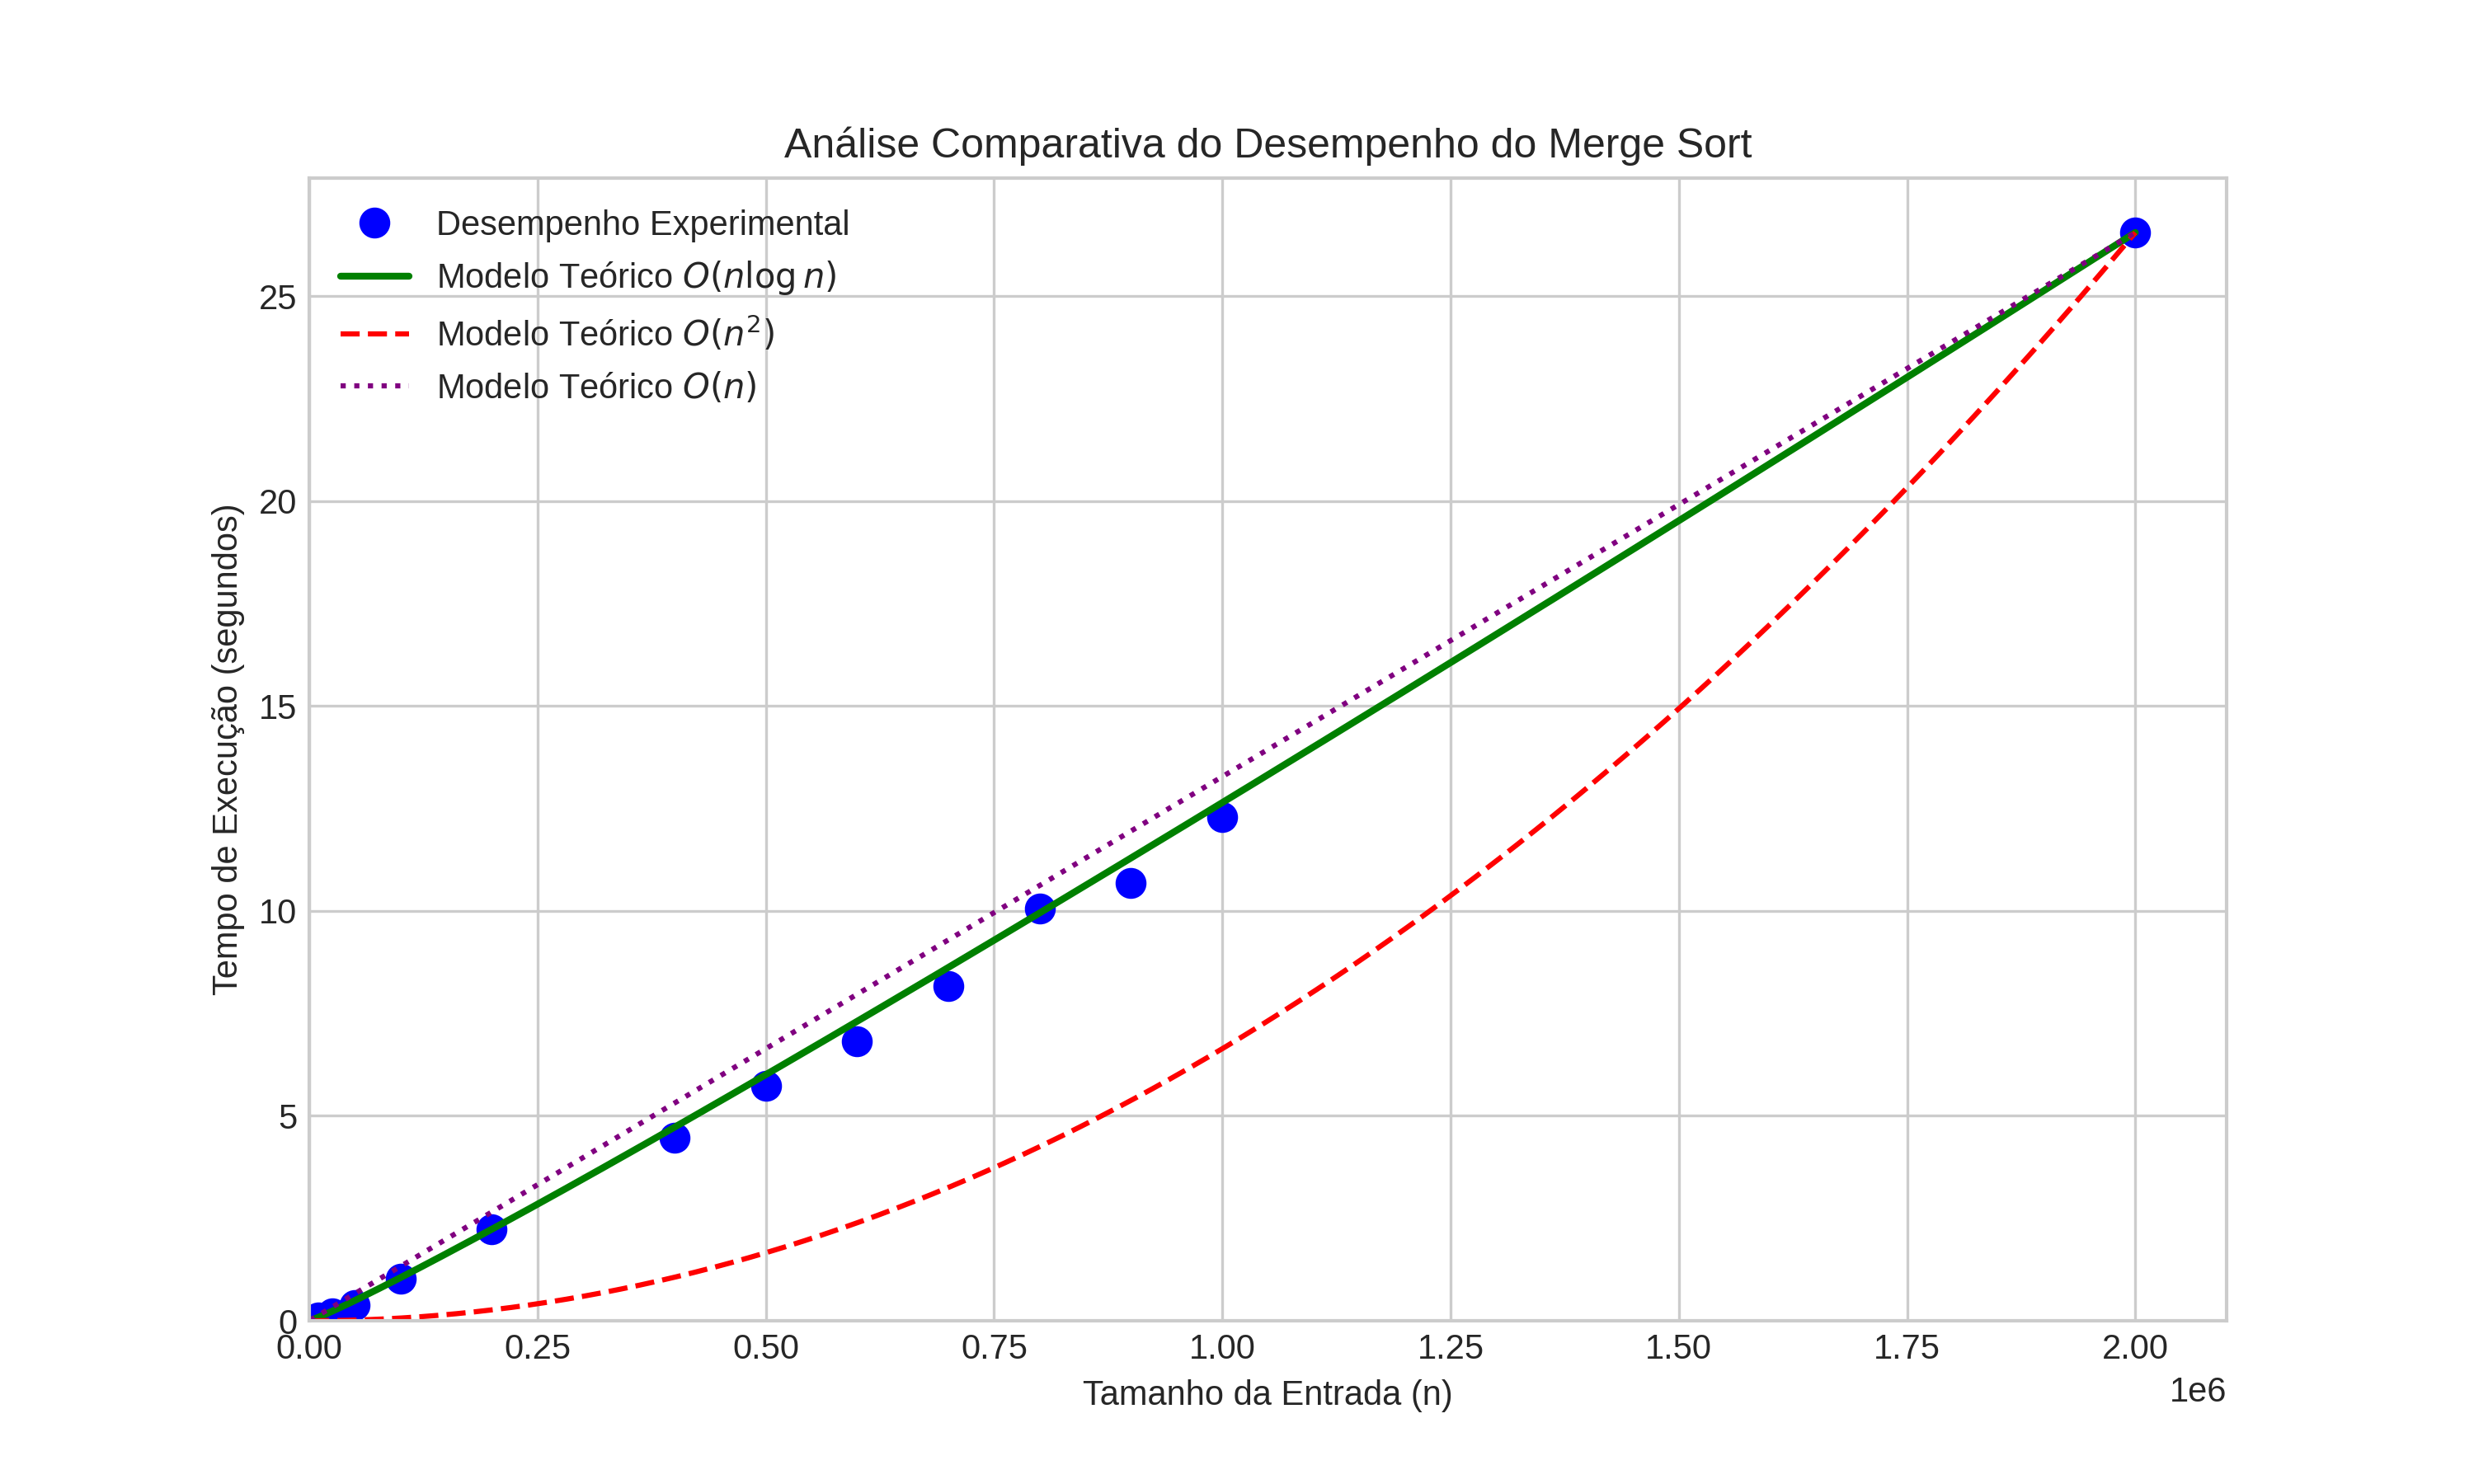 Análise Comparativa do Desempenho do Merge Sort
Desempenho Experimental
Modelo Teórico O(n log n)
Modelo Teórico O(n²)
Modelo Teórico O(n)
Tempo de Execução (segundos)
25
20
15
10
5
0
0.00 0.25 0.50 0.75 1.00 1.25 1.50 1.75 2.00
1e6
Tamanho da Entrada (n)